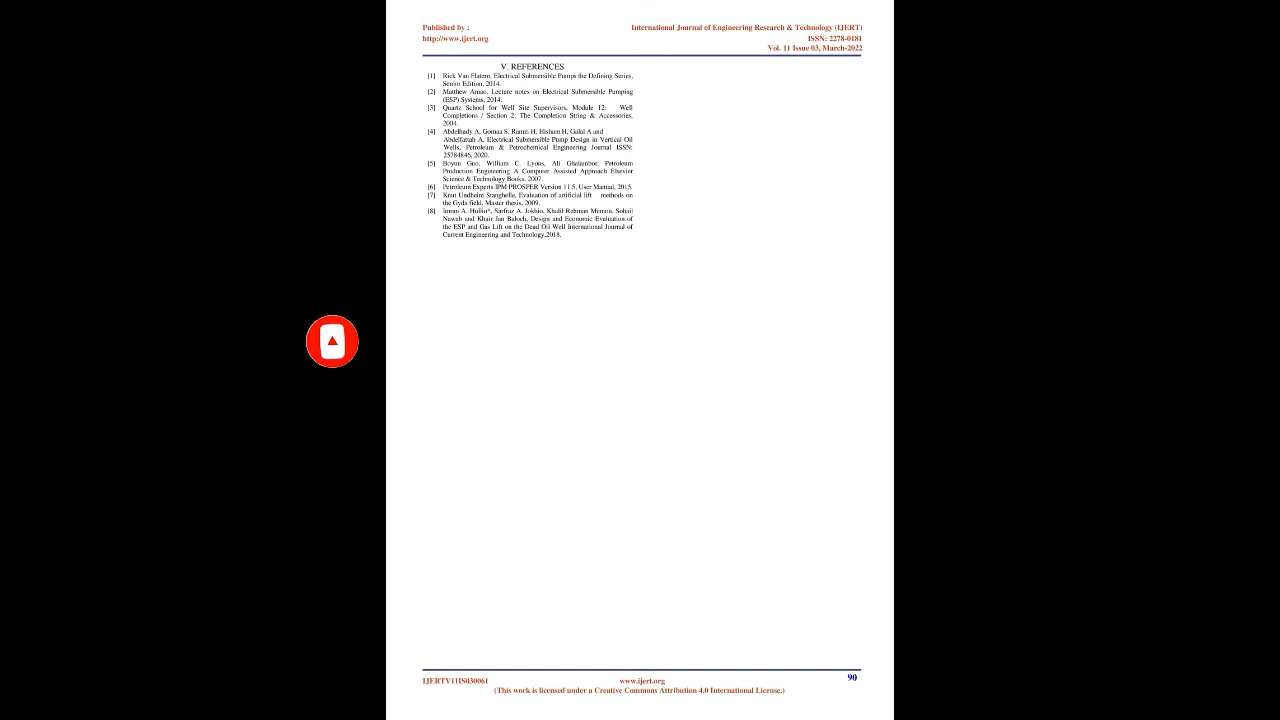 Published by :
International Journal of Engineering Research & Technology (IJERT)
http://www.ijert.org
ISSN: 2278-0181
Vol. 11 Issue 03, March-2022
V. REFERENCES
[1] Rick Van Flatern, Electrical Submersible Pumps the Defining Series,
Senior Edition, 2014.
[2] Matthew Amao, Lecture notes on Electrical Submersible Pumping
(ESP) Systems, 2014.
[3] Quartz School for Well Site Supervisors, Module 12: Well
Completions / Section 2: The Completion String & Accessories,
2004.
[4] Abdelhady A, Gomaa S, Ramzi H, Hisham H, Galal A and
Abdelfattah A, Electrical Submersible Pump Design in Vertical Oil
Wells, Petroleum & Petrochemical Engineering Journal ISSN:
25784846, 2020.
[5] Boyun Guo, William C. Lyons, Ali Ghalambor, Petroleum
Production Engineering A Computer Assisted Approach Elsevier
Science & Technology Books, 2007.
[6] Petroleum Experts IPM PROSPER Version 11.5, User Manual, 2015.
[7] Knut Undheim Stanghelle, Evaluation of artificial lift methods on
the Gyda field, Master thesis, 2009.
[8] Imran A. Hullio*, Sarfraz A. Jokhio, Khalil Rehman Memon, Sohail
Nawab and Khair Jan Baloch, Design and Economic Evaluation of
the ESP and Gas Lift on the Dead Oil Well International Journal of
Current Engineering and Technology,2018.
IJERTV11IS030061
www.ijert.org
90
(This work is licensed under a Creative Commons Attribution 4.0 International License.)